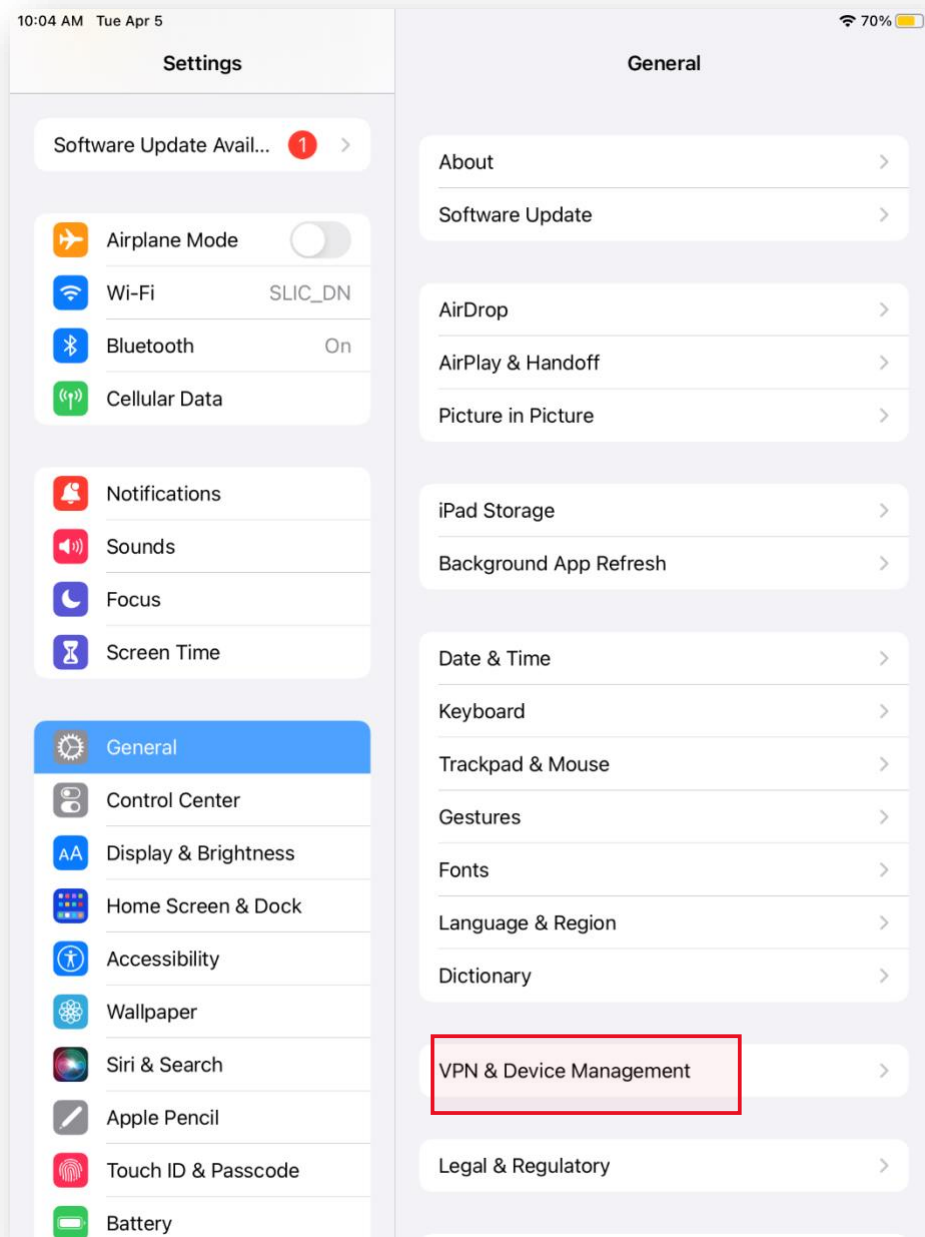 10:04 AM Tue Apr 5
70%
Settings
General
Software Update Avail...
1
Airplane Mode
Wi-Fi SLIC_DN
Bluetooth On
Cellular Data
Notifications
Sounds
Focus
Screen Time
General
Control Center
AA Display & Brightness
Home Screen & Dock
Accessibility
Wallpaper
Siri & Search
Apple Pencil
Touch ID & Passcode
Battery
About
Software Update
AirDrop
AirPlay & Handoff
Picture in Picture
iPad Storage
Background App Refresh
Date & Time
Keyboard
Trackpad & Mouse
Gestures
Fonts
Language & Region
Dictionary
VPN & Device Management
Legal & Regulatory